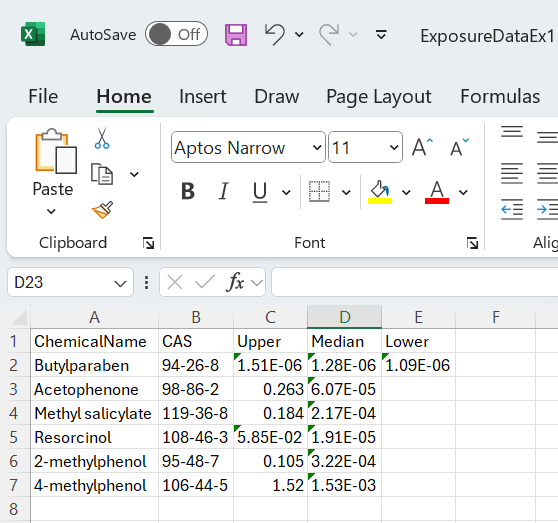 AutoSave Off ExposureDataEx1
File Home Insert Draw Page Layout Formulas
Aptos Narrow 11 A A
Paste B I U A
Clipboard Font Alig
D23 fx
A B C D E F
1 ChemicalName CAS Upper Median Lower
2 Butylparaben 94-26-8 1.51E-06 1.28E-06 1.09E-06
3 Acetophenone 98-86-2 0.263 6.07E-05
4 Methyl salicylate 119-36-8 0.184 2.17E-04
5 Resorcinol 108-46-3 5.85E-02 1.91E-05
6 2-methylphenol 95-48-7 0.105 3.22E-04
7 4-methylphenol 106-44-5 1.52 1.53E-03
8